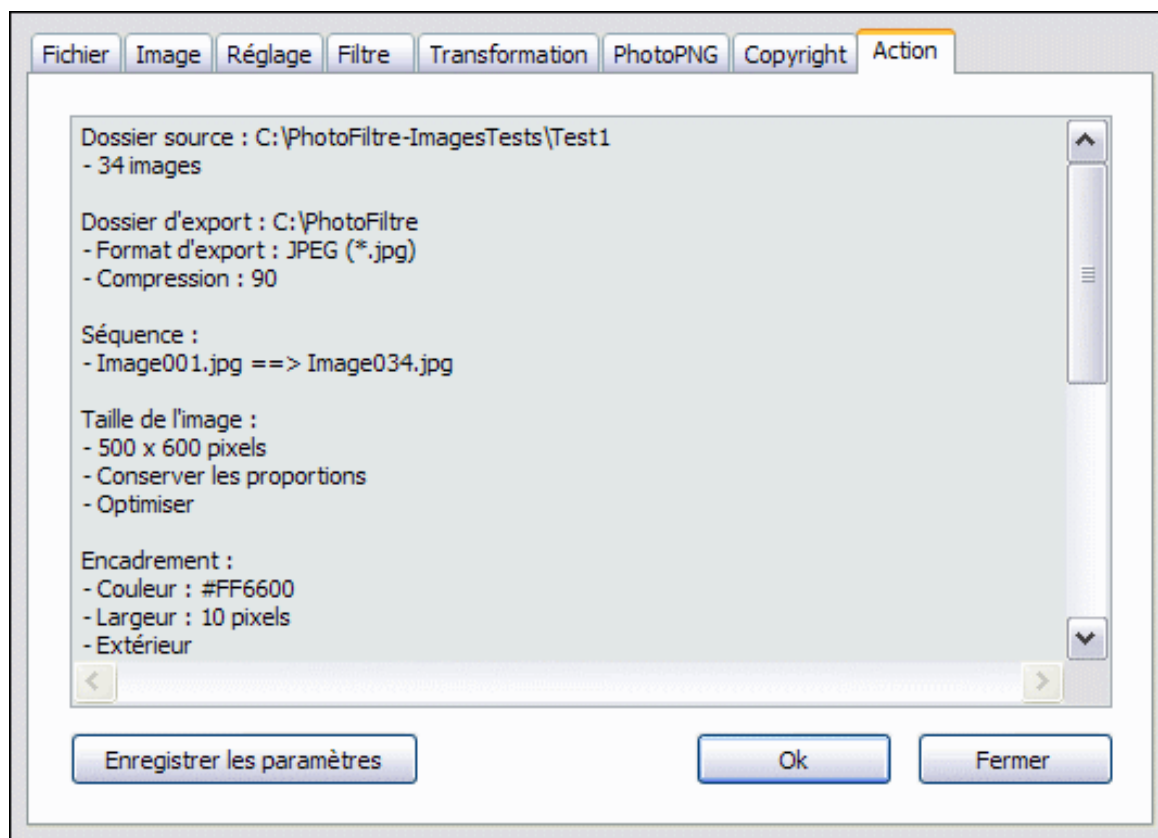 Fichier Image Réglage Filtre Transformation PhotoPNG Copyright Action
Dossier source : C:\PhotoFiltre-ImagesTests\Test1
- 34 images
Dossier d'export : C:\PhotoFiltre
- Format d'export : JPEG (*.jpg)
- Compression : 90
Séquence :
- Image001.jpg ==> Image034.jpg
Taille de l'image :
- 500 x 600 pixels
- Conserver les proportions
- Optimiser
Encadrement :
- Couleur : #FF6600
- Largeur : 10 pixels
- Extérieur
Enregistrer les paramètres Ok Fermer